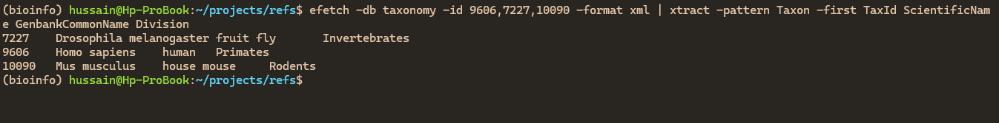 (bioinfo) hussain@Hp-ProBook:~/projects/refs$ efetch -db taxonomy -id 9606,7227,10090 -format xml | xtract -pattern Taxon -first TaxId ScientificNam
e GenbankCommonName Division
7227    Drosophila melanogaster fruit fly       Invertebrates
9606    Homo sapiens    human   Primates
10090   Mus musculus    house mouse     Rodents
(bioinfo) hussain@Hp-ProBook:~/projects/refs$